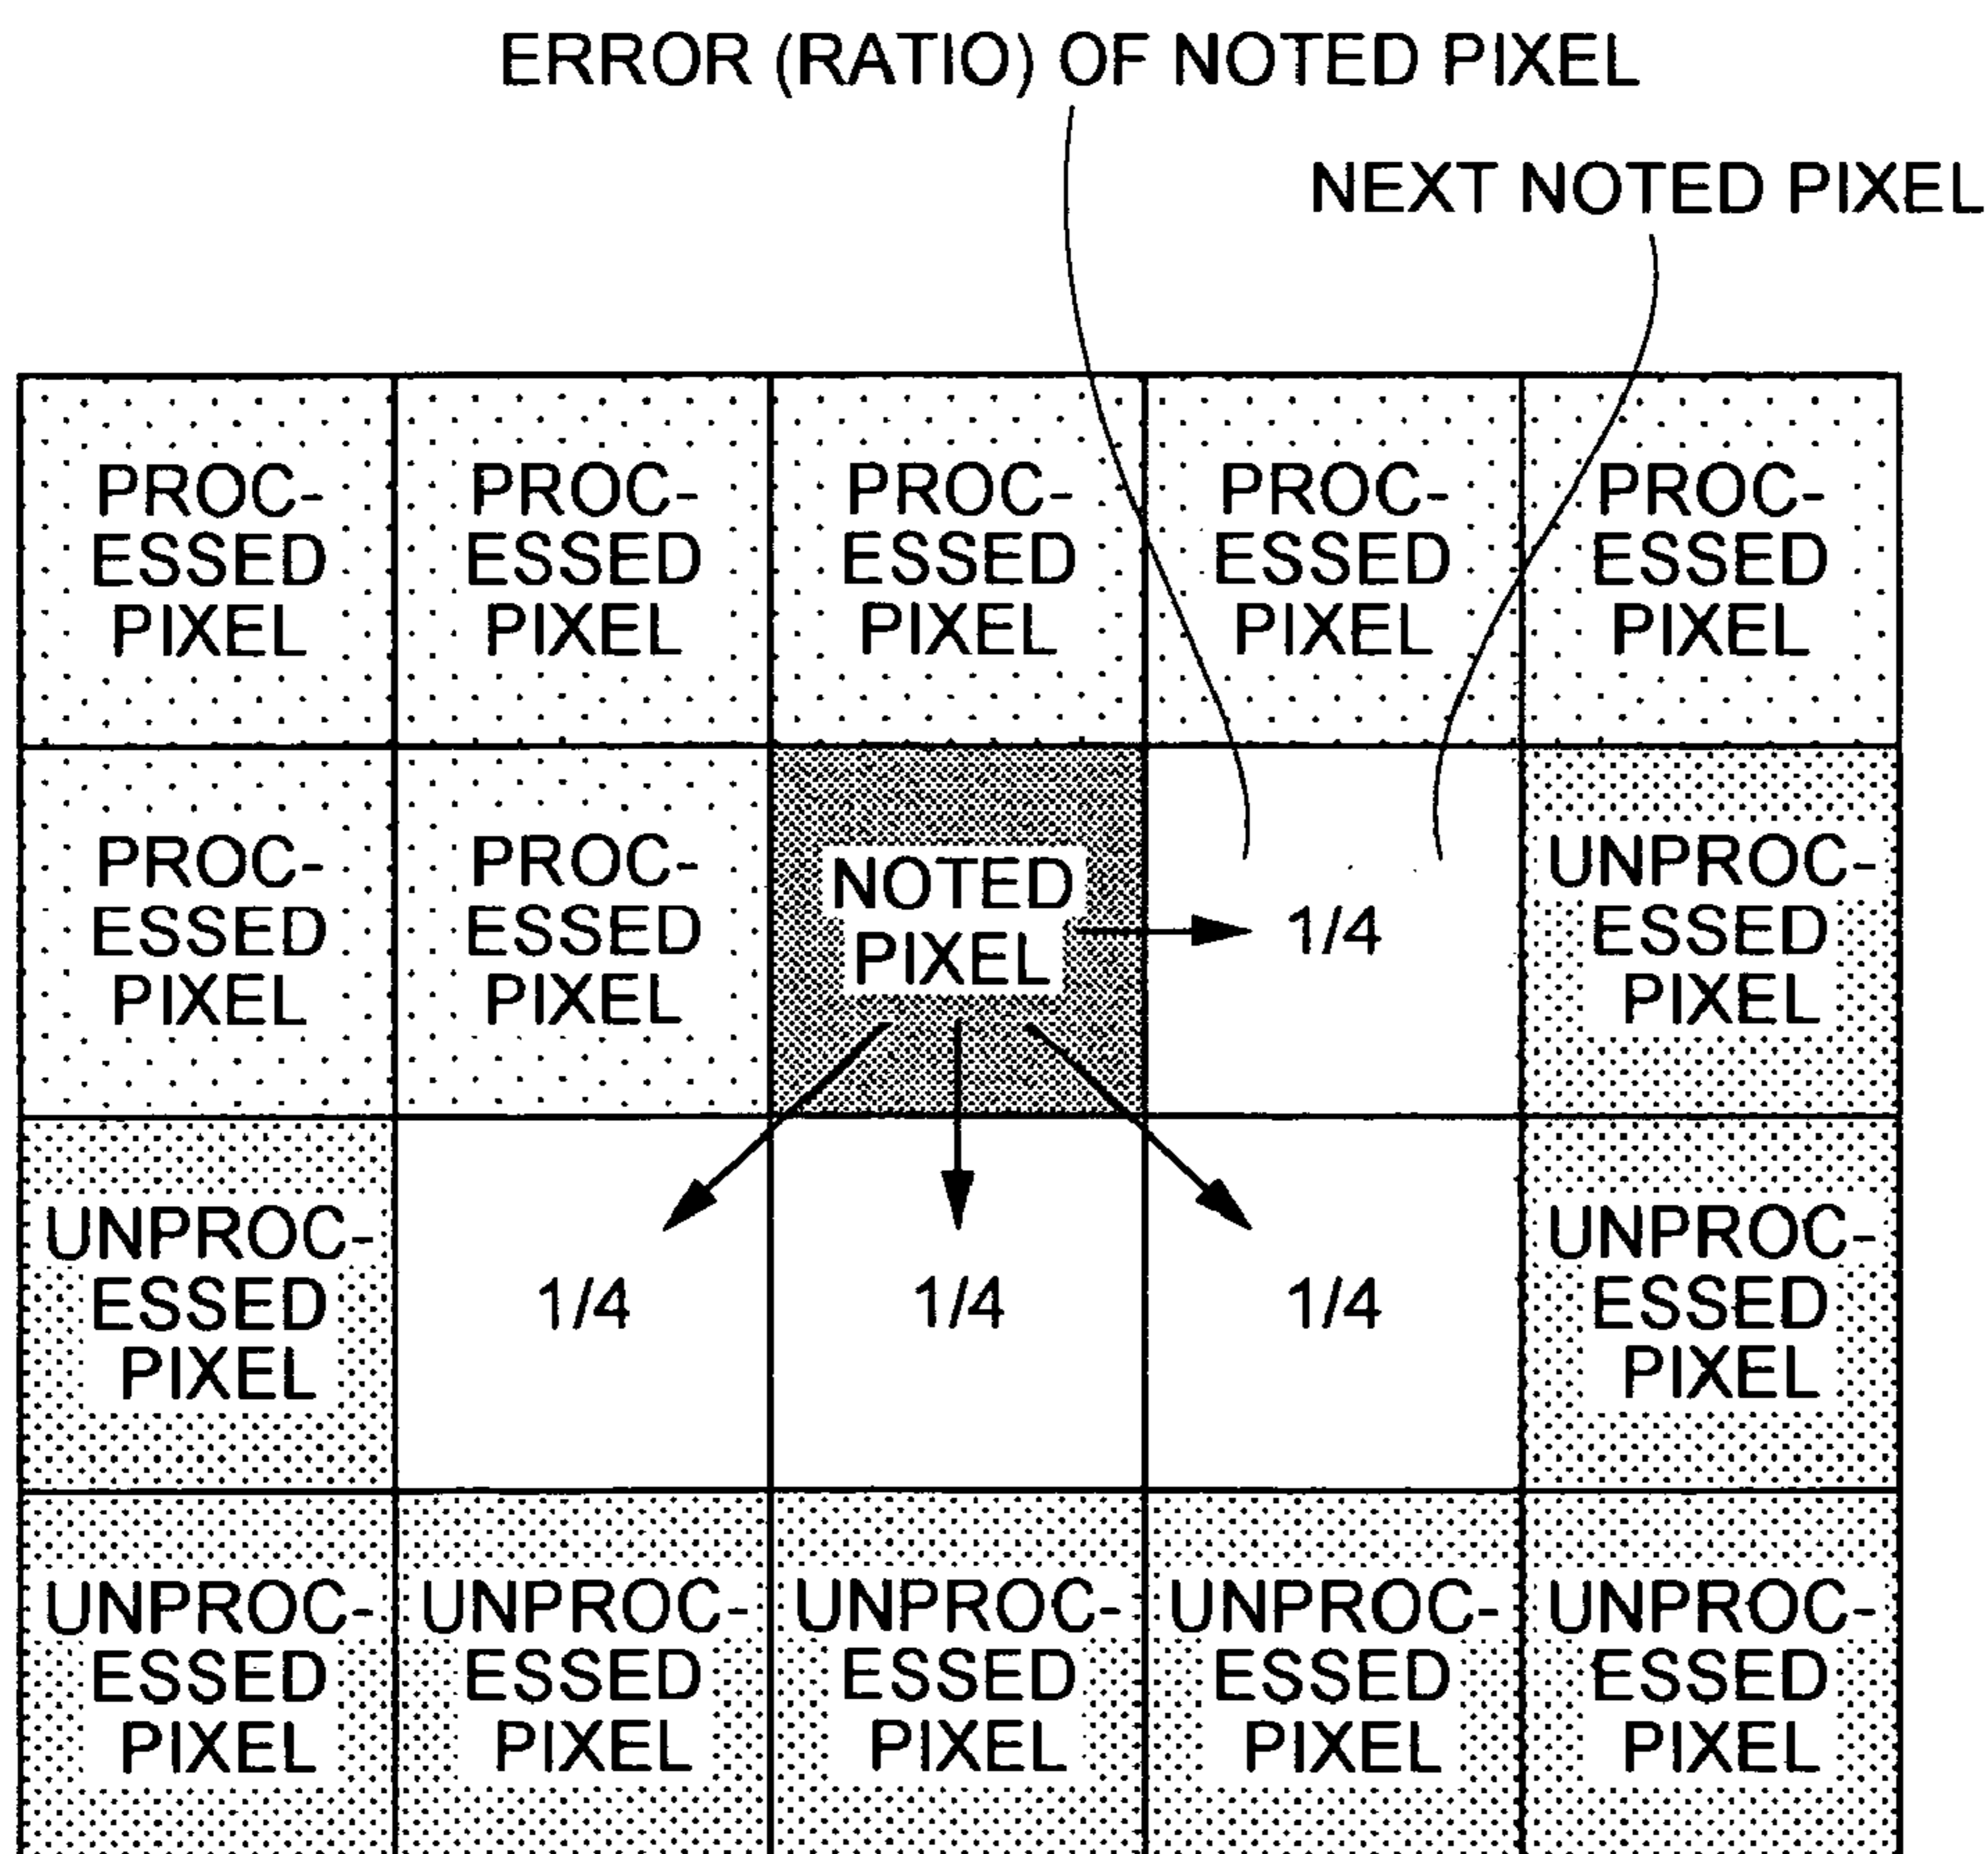 ERROR (RATIO) OF NOTED PIXEL
NEXT NOTED PIXEL
PROC-
ESSED
PIXEL
PROC-
ESSED
PIXEL
PROC-
ESSED
PIXEL
PROC-
ESSED
PIXEL
PROC-
ESSED
PIXEL
PROC-
ESSED
PIXEL
PROC-
ESSED
PIXEL
NOTED
PIXEL
1/4
UNPROC-
ESSED
PIXEL
UNPROC-
ESSED
PIXEL
1/4
1/4
1/4
UNPROC-
ESSED
PIXEL
UNPROC-
ESSED
PIXEL
UNPROC-
ESSED
PIXEL
UNPROC-
ESSED
PIXEL
UNPROC-
ESSED
PIXEL
UNPROC-
ESSED
PIXEL